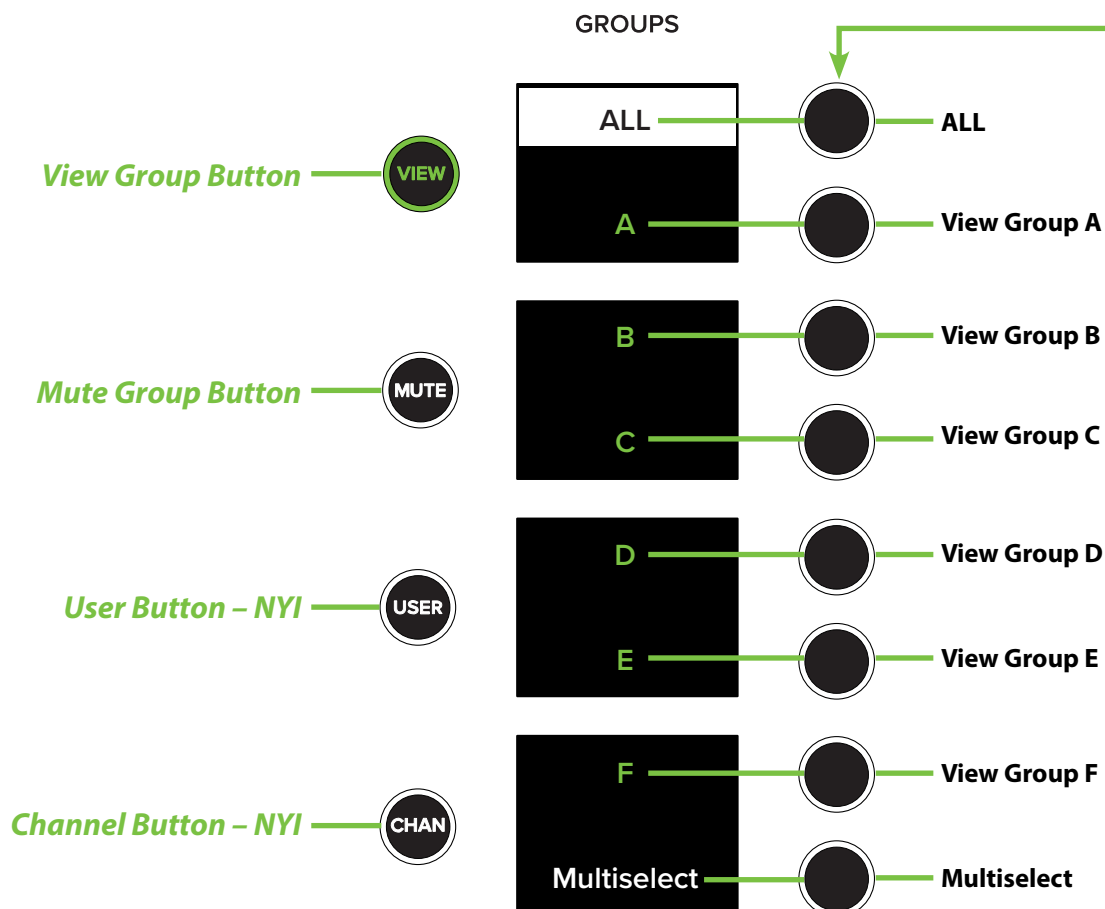 GROUPS
ALL
ALL
View Group Button
VIEW
A
View Group A
B
View Group B
Mute Group Button
MUTE
C
View Group C
D
View Group D
User Button – NYI
USER
E
View Group E
F
View Group F
Channel Button – NYI
CHAN
Multiselect
Multiselect